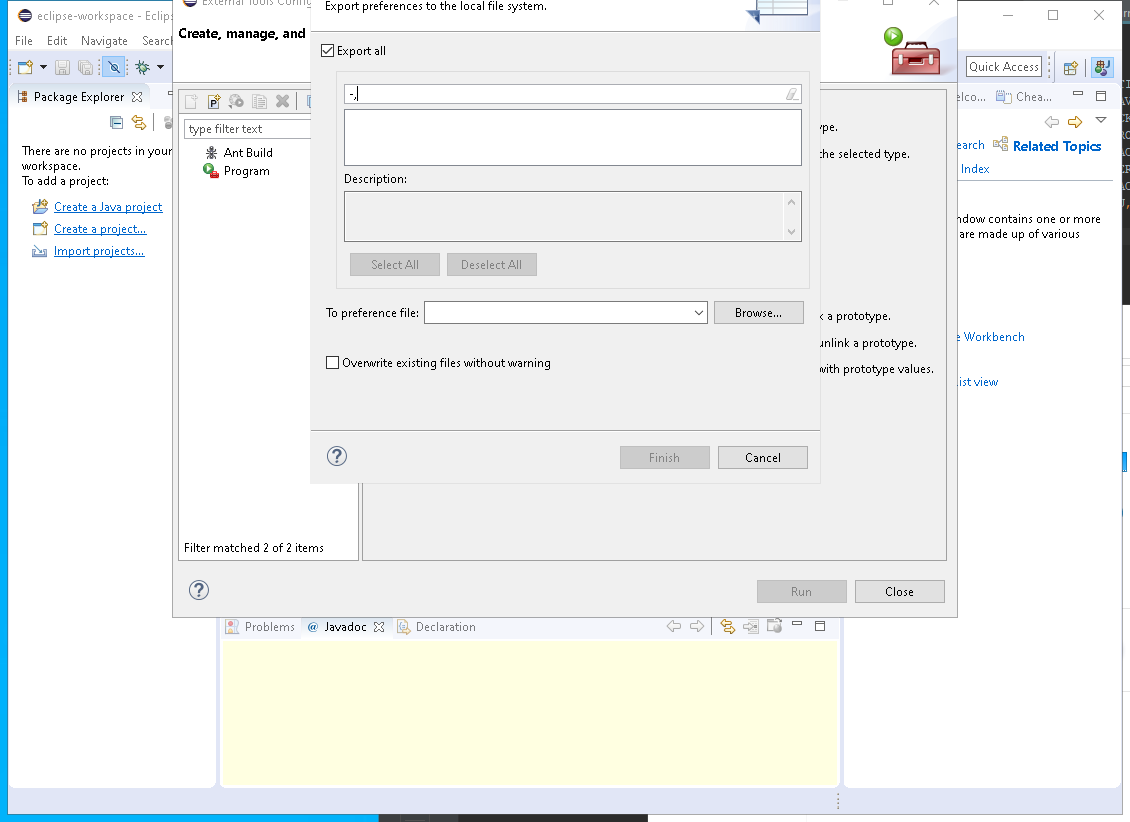 eclipse-workspace - Eclips
External Tools Config
File Edit Navigate Search
Create, manage, and
Export preferences to the local file system.
Export all
-,
Description:
Select All
Deselect All
To preference file:
Browse...
Overwrite existing files without warning
Finish
Cancel
Quick Access
Package Explorer
There are no projects in your
workspace.
To add a project:
Create a Java project
Create a project...
Import projects...
type filter text
Ant Build
Program
Filter matched 2 of 2 items
ype.
the selected type.
k a prototype.
unlink a prototype.
with prototype values.
Run
Close
elco...
Chea...
earch
Related Topics
Index
ndow contains one or more
are made up of various
e Workbench
ist view
Problems
@ Javadoc
Declaration